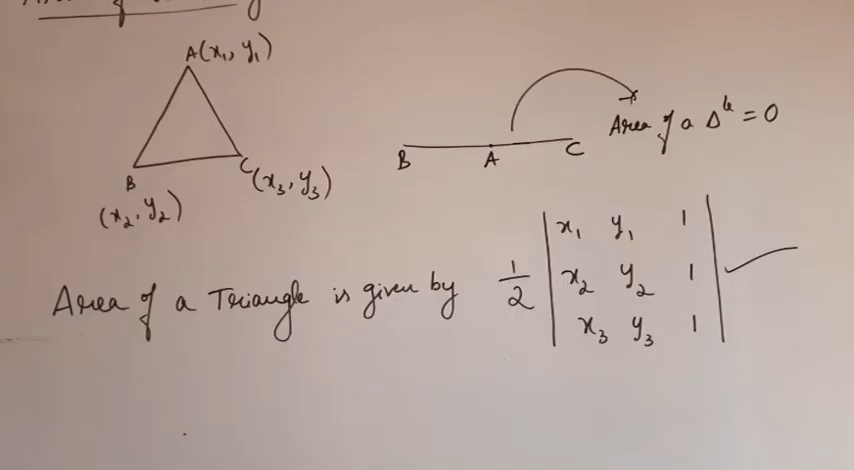 A(x₁, y₁)
B
(x₂, y₂)
C(x₃, y₃)
B A C
Area of a Δˡᵉ = 0
Area of a Triangle is given by 1/2 | x₁ y₁ 1 |
| x₂ y₂ 1 |
| x₃ y₃ 1 |